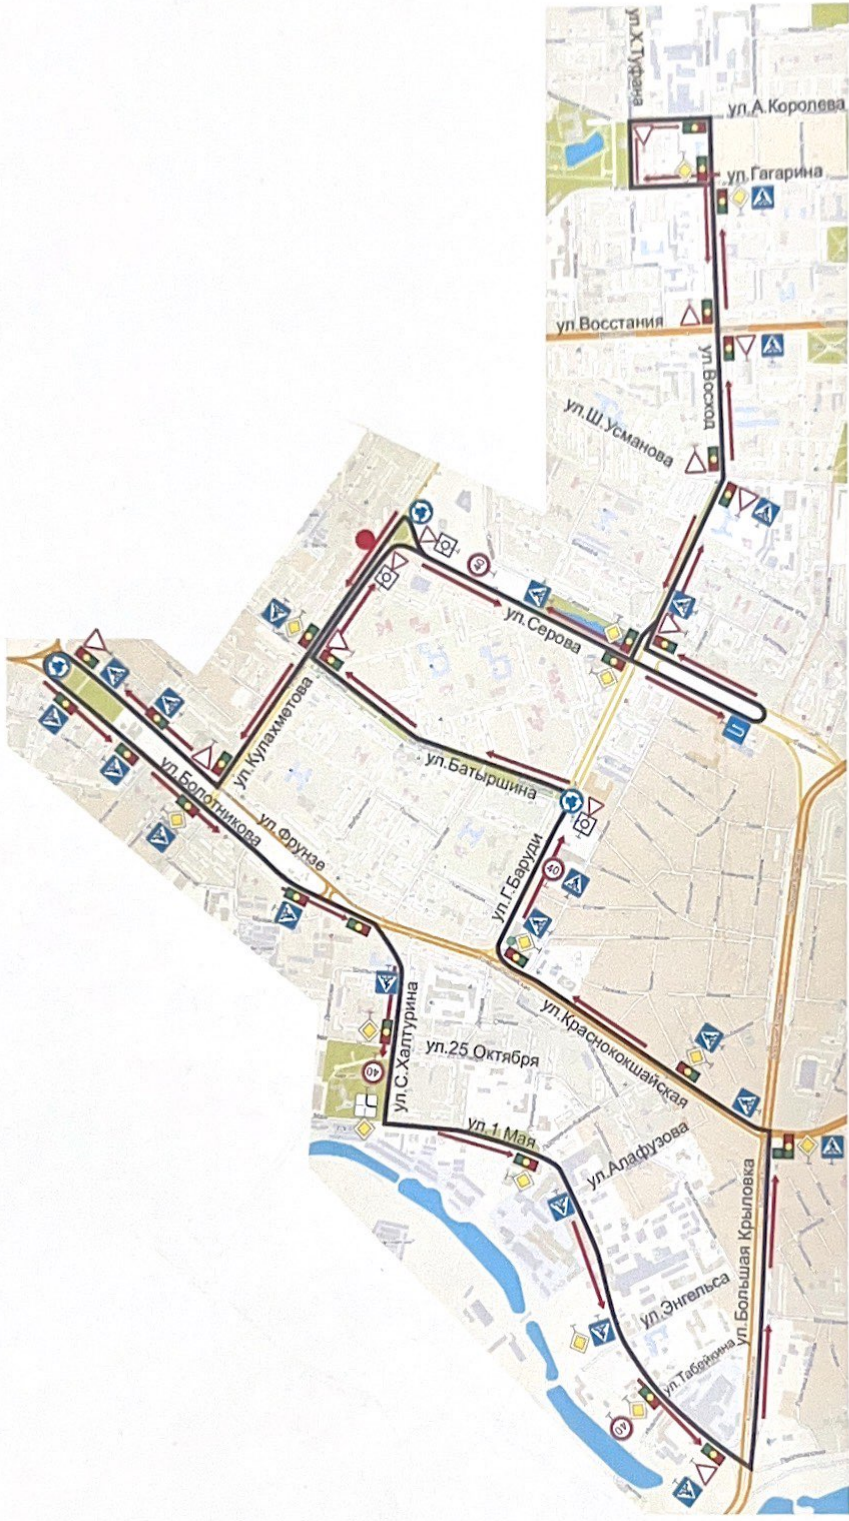 ул.Х.Туфана
ул.А.Королева
ул.Гагарина
ул.Восстания
ул.Восход
ул.Ш.Усманова
40
ул.Серова
ул.Кулахметова
ул.Батыршина
ул.Болотникова
ул.Фрунзе
ул.Г.Баруди
40
ул.Краснококшайская
ул.С.Халтурина
ул.25 Октября
40
ул.1 Мая
ул.Алафузова
ул.Большая Крыловка
ул.Энгельса
ул.Табейкина
40